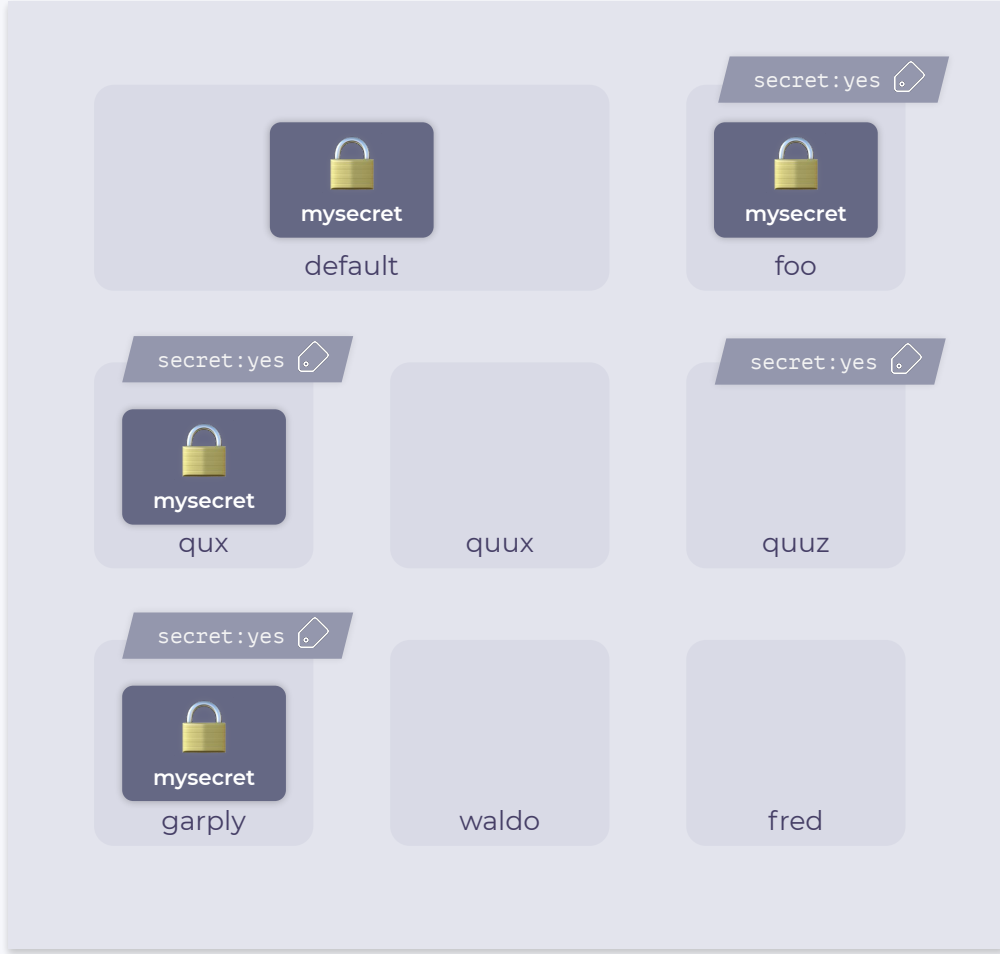 secret:yes
mysecret
mysecret
default
foo
secret:yes
secret:yes
mysecret
qux
quux
quuz
secret:yes
mysecret
garply
waldo
fred